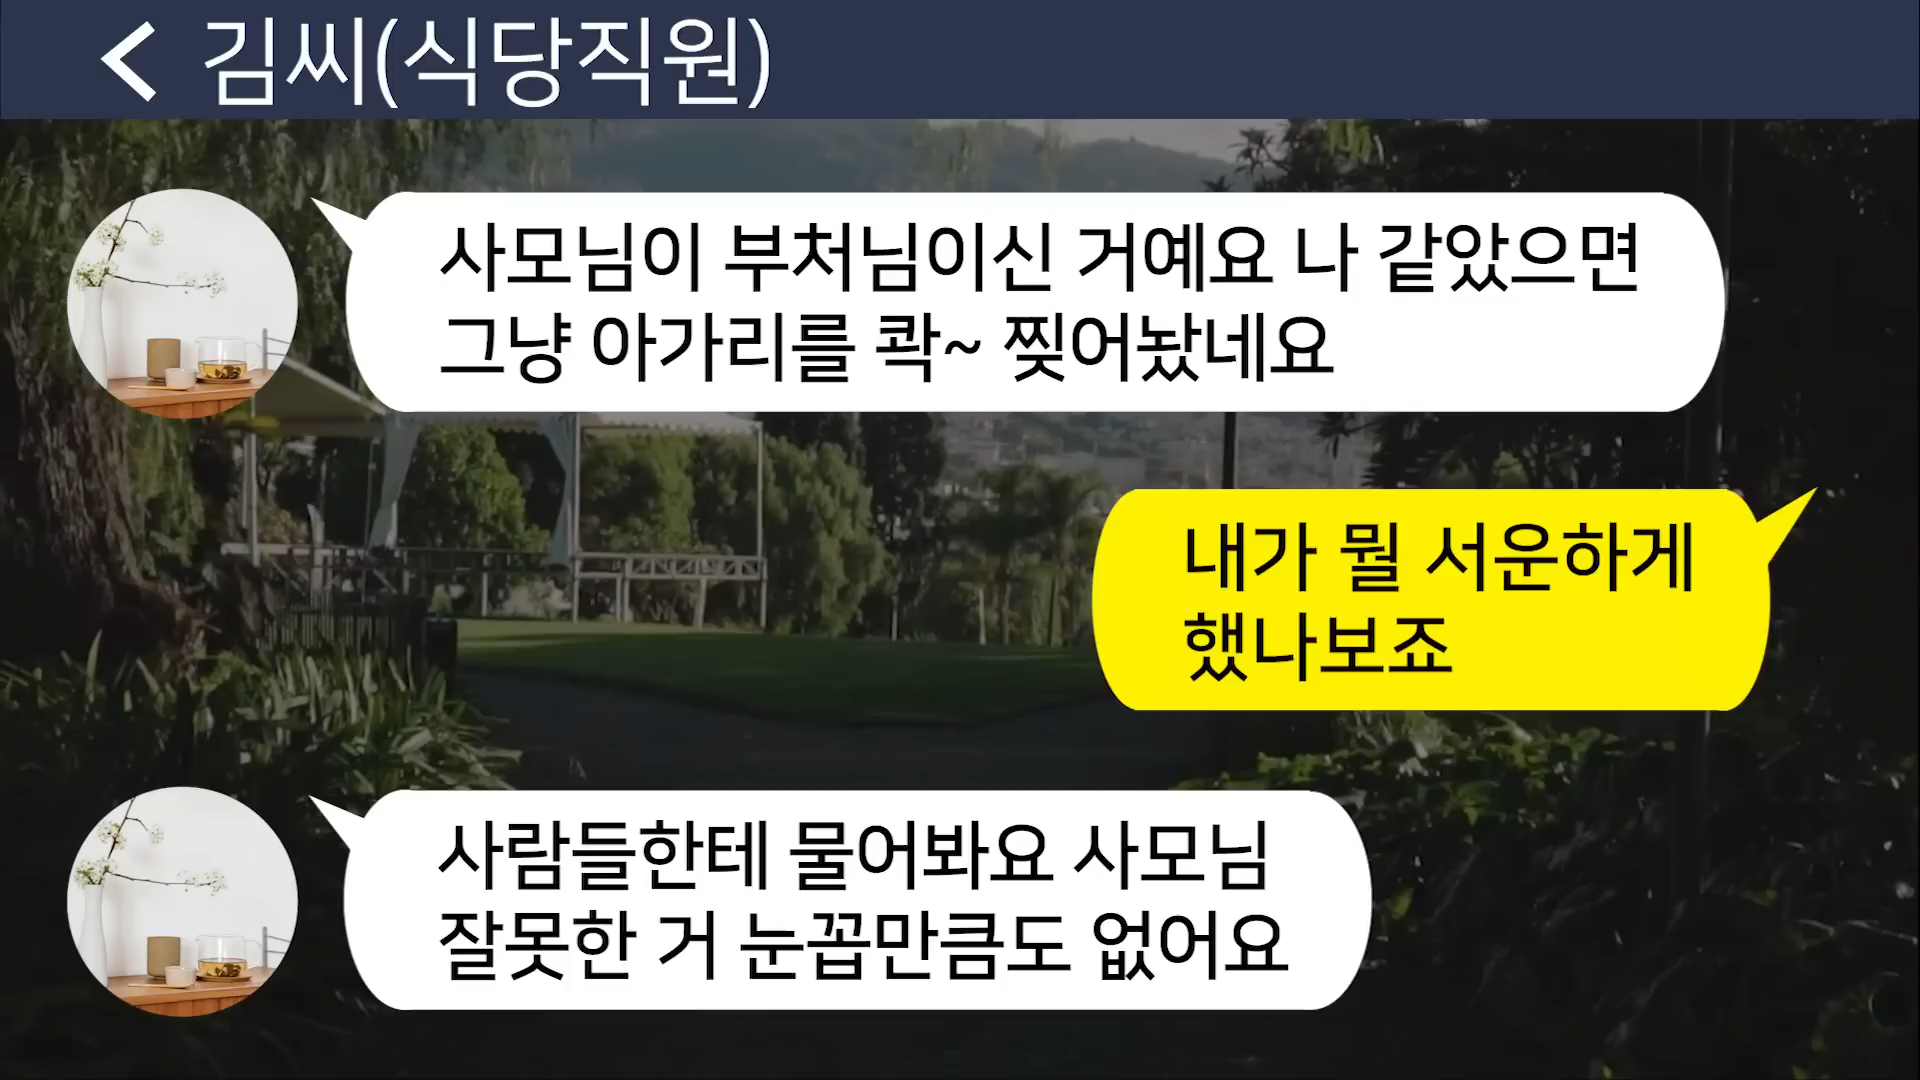 김씨(식당직원)
사모님이 부처님이신 거예요 나 같았으면
그냥 아가리를 콱~ 찢어놨네요
내가 뭘 서운하게
했나보죠
사람들한테 물어봐요 사모님
잘못한 거 눈꼽만큼도 없어요